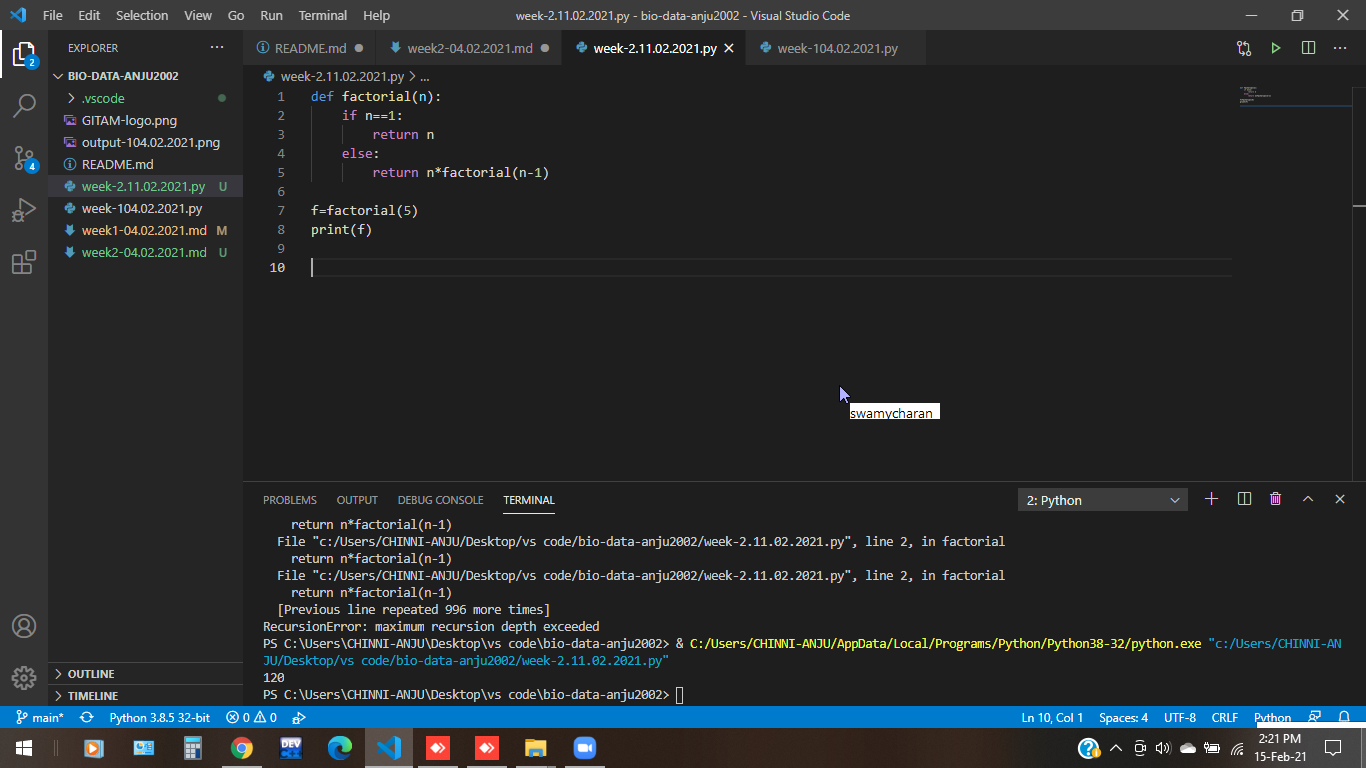 File Edit Selection View Go Run Terminal Help week-2.11.02.2021.py - bio-data-anju2002 - Visual Studio Code
EXPLORER
README.md week2-04.02.2021.md week-2.11.02.2021.py week-104.02.2021.py
BIO-DATA-ANJU2002
.vscode
GITAM-logo.png
output-104.02.2021.png
README.md
week-2.11.02.2021.py U
week-104.02.2021.py
week1-04.02.2021.md M
week2-04.02.2021.md U
OUTLINE
TIMELINE
2
4
week-2.11.02.2021.py > ...
1 def factorial(n):
2 if n==1:
3 return n
4 else:
5 return n*factorial(n-1)
6
7 f=factorial(5)
8 print(f)
9
10
swamycharan
PROBLEMS OUTPUT DEBUG CONSOLE TERMINAL 2: Python
return n*factorial(n-1)
File "c:/Users/CHINNI-ANJU/Desktop/vs code/bio-data-anju2002/week-2.11.02.2021.py", line 2, in factorial
return n*factorial(n-1)
File "c:/Users/CHINNI-ANJU/Desktop/vs code/bio-data-anju2002/week-2.11.02.2021.py", line 2, in factorial
return n*factorial(n-1)
[Previous line repeated 996 more times]
RecursionError: maximum recursion depth exceeded
PS C:\Users\CHINNI-ANJU\Desktop\vs code\bio-data-anju2002> & C:/Users/CHINNI-ANJU/AppData/Local/Programs/Python/Python38-32/python.exe "c:/Users/CHINNI-AN
JU/Desktop/vs code/bio-data-anju2002/week-2.11.02.2021.py"
120
PS C:\Users\CHINNI-ANJU\Desktop\vs code\bio-data-anju2002>
main* Python 3.8.5 32-bit 0 0 Ln 10, Col 1 Spaces: 4 UTF-8 CRLF Python
DEV
2:21 PM
15-Feb-21